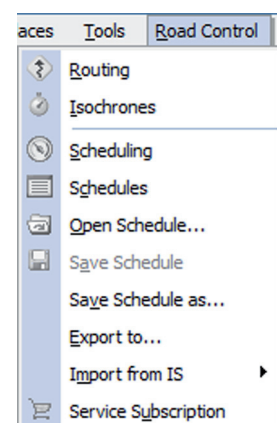 aces Tools Road Control
Routing
Isochrones
Scheduling
Schedules
Open Schedule...
Save Schedule
Save Schedule as...
Export to...
Import from IS
Service Subscription